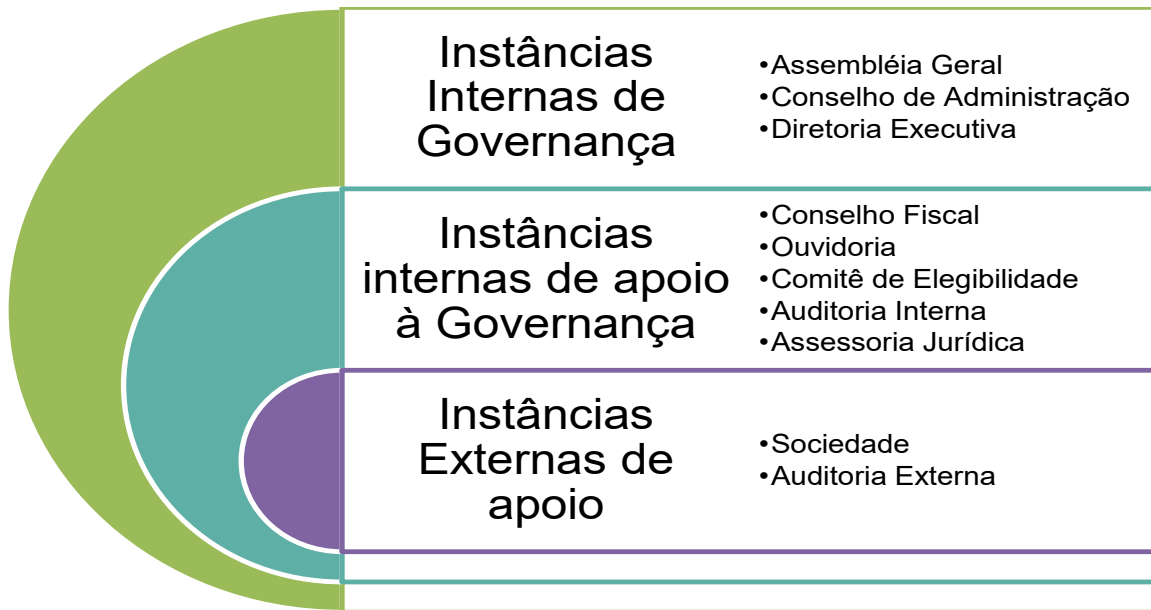 Instâncias
Internas de
Governança
•Assembléia Geral
•Conselho de Administração
•Diretoria Executiva
Instâncias
internas de apoio
à Governança
•Conselho Fiscal
•Ouvidoria
•Comitê de Elegibilidade
•Auditoria Interna
•Assessoria Jurídica
Instâncias
Externas de
apoio
•Sociedade
•Auditoria Externa